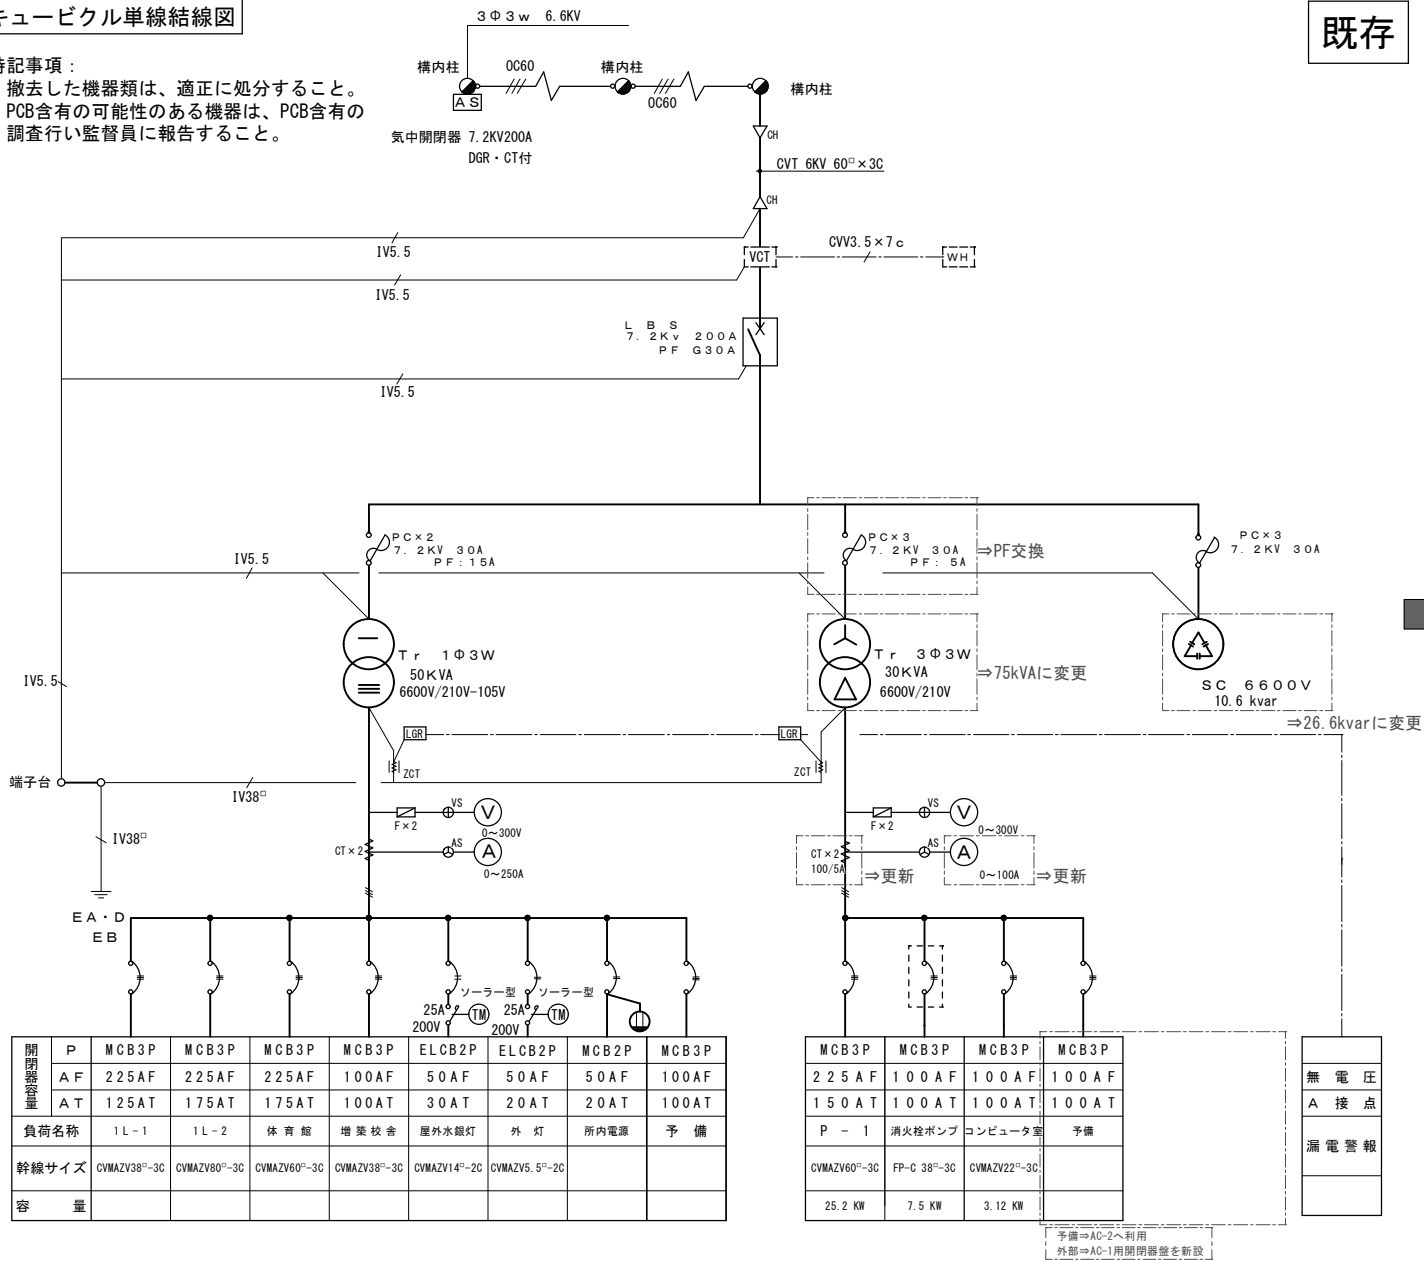 キュービクル単線結線図
既存
特記事項：
撤去した機器類は、適正に処分すること。
PCB含有の可能性のある機器は、PCB含有の
調査行い監督員に報告すること。
3Φ3w 6.6KV
構内柱
OC60
構内柱
OC60
構内柱
AS
気中開閉器 7.2KV200A
DGR・CT付
CH
CVT 6KV 60□×3C
CH
IV5.5
VCT
CVV3.5×7c
WH
IV5.5
LBS
7.2Kv 200A
PF G30A
IV5.5
PC×2
7.2KV 30A
PF:15A
PC×3
7.2KV 30A
PF: 5A
⇒PF交換
PC×3
7.2KV 30A
IV5.5
Tr 1Φ3W
50KVA
6600V/210V-105V
Tr 3Φ3W
30KVA
6600V/210V
⇒75kVAに変更
SC 6600V
10.6 kvar
⇒26.6kvarに変更
IV5.5
LGR
LGR
ZCT
ZCT
端子台
IV38□
IV38□
F×2
VS
V
0～300V
CT×2
AS
A
0～250A
F×2
VS
V
0～300V
CT×2
100/5A
⇒更新
AS
A
0～100A
⇒更新
EA・D
EB
ソーラー型
25A
200V
TM
ソーラー型
25A
200V
TM
開閉器容量
P MCB3P MCB3P MCB3P MCB3P ELCB2P ELCB2P MCB2P MCB3P
AF 225AF 225AF 225AF 100AF 50AF 50AF 50AF 100AF
AT 125AT 175AT 175AT 100AT 30AT 20AT 20AT 100AT
負荷名称 1L-1 1L-2 体育館 増築校舎 屋外水銀灯 外灯 所内電源 予備
幹線サイズ CVMAZV38□-3C CVMAZV80□-3C CVMAZV60□-3C CVMAZV38□-3C CVMAZV14□-2C CVMAZV5.5□-2C
容量
MCB3P MCB3P MCB3P MCB3P
225AF 100AF 100AF 100AF
150AT 100AT 100AT 100AT
P-1 消火栓ポンプ コンピュータ室 予備
CVMAZV60□-3C FP-C 38□-3C CVMAZV22□-3C
25.2 KW 7.5 KW 3.12 KW
無電圧
A接点
漏電警報
予備⇒AC-2へ利用
外部⇒AC-1用開閉器盤を新設